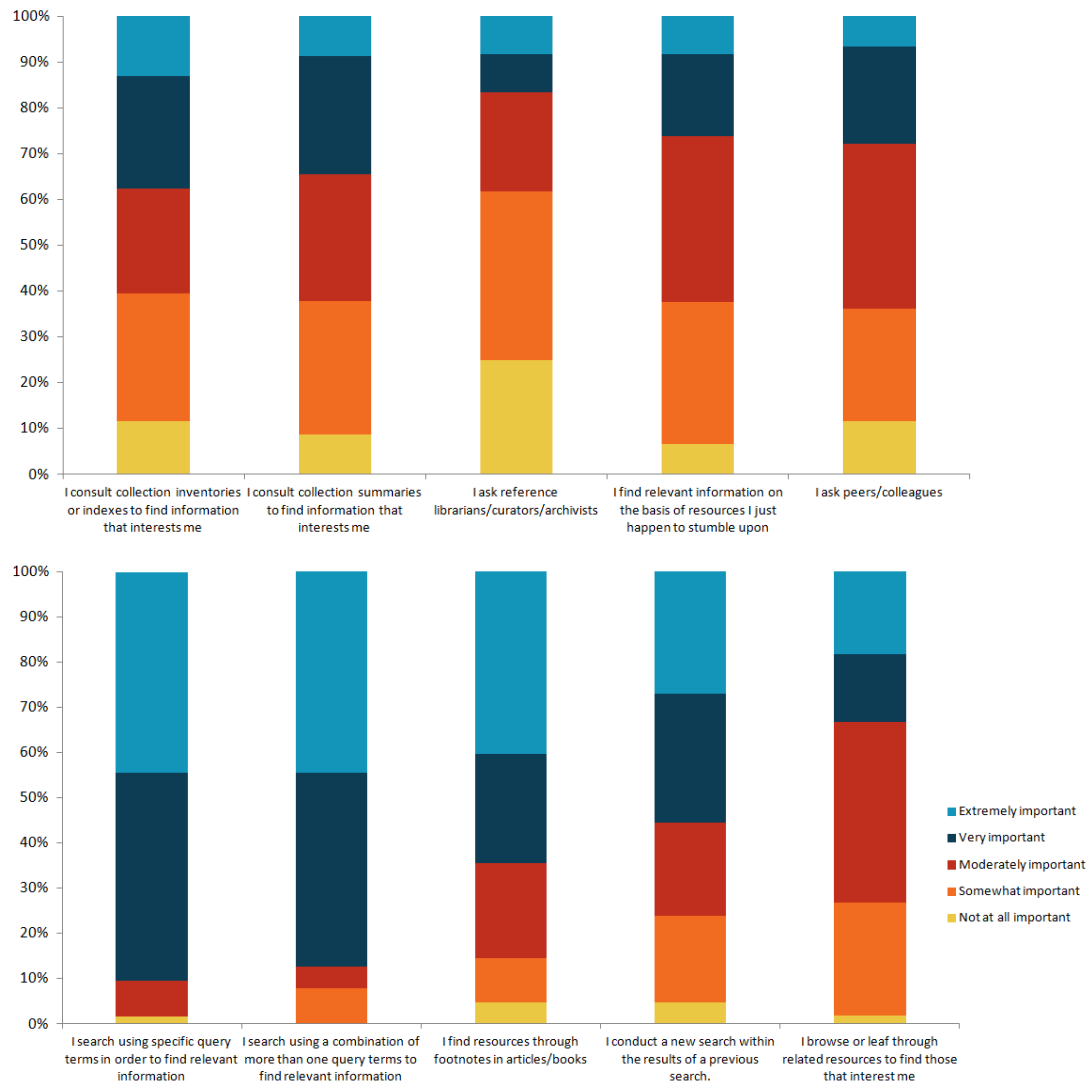 100%
90%
80%
70%
60%
50%
40%
30%
20%
10%
0%
I consult collection inventories
or indexes to find information
that interests me
I consult collection summaries
to find information that
interests me
I ask reference
librarians/curators/archivists
I find relevant information on
the basis of resources I just
happen to stumble upon
I ask peers/colleagues
100%
90%
80%
70%
60%
50%
40%
30%
20%
10%
0%
I search using specific query
terms in order to find relevant
information
I search using a combination of
more than one query terms to
find relevant information
I find resources through
footnotes in articles/books
I conduct a new search within
the results of a previous
search.
I browse or leaf through
related resources to find those
that interest me
Extremely important
Very important
Moderately important
Somewhat important
Not at all important